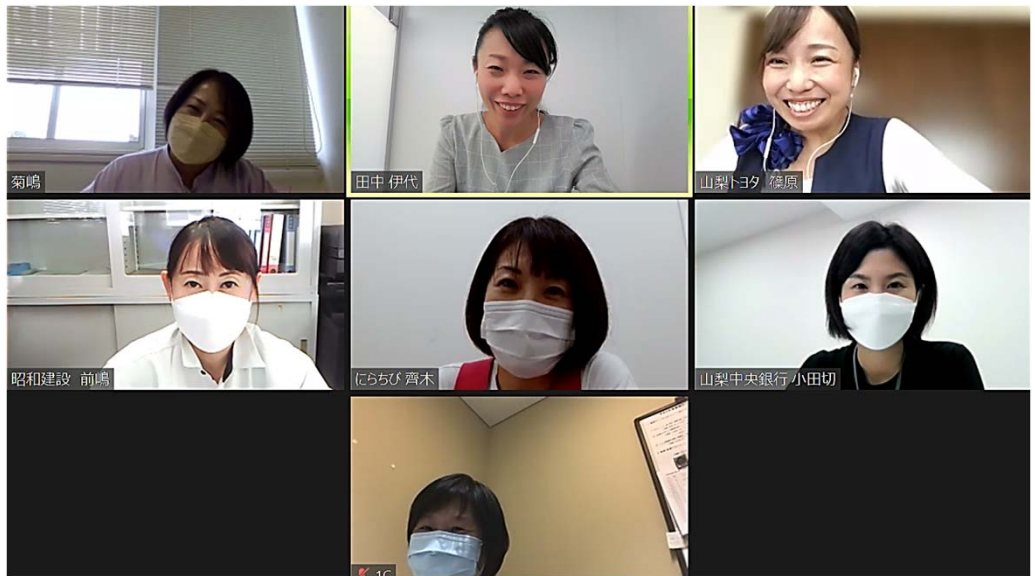 菊嶋
田中 伊代
山梨トヨタ 篠原
昭和建設 前嶋
にらちび 齊木
山梨中央銀行 小田切